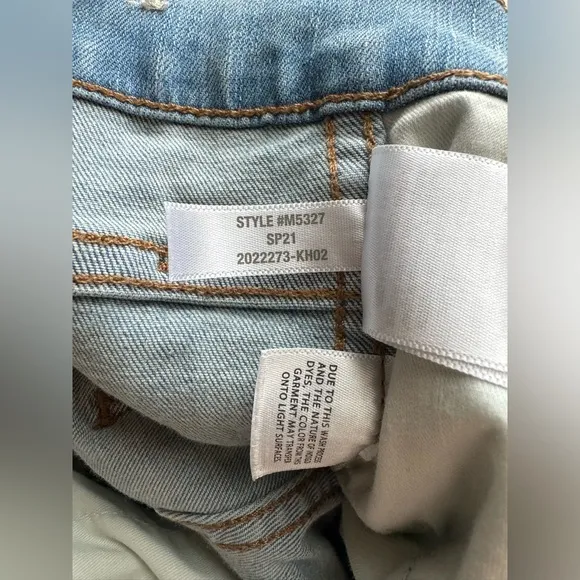 STYLE #M5327
SP21
2022273-KH02
DUE TO THIS WASH PROCESS
AND THE NATURE OF INDIGO
DYES, THE COLOR FROM THIS
GARMENT MAY TRANSFER
ONTO LIGHT SURFACES.